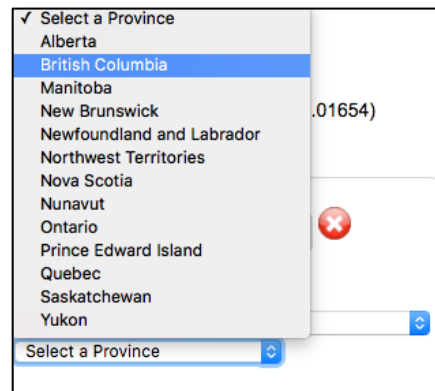 ✓ Select a Province
Alberta
British Columbia
Manitoba
New Brunswick
.01654)
Newfoundland and Labrador
Northwest Territories
Nova Scotia
Nunavut
Ontario
Prince Edward Island
Quebec
Saskatchewan
Yukon
Select a Province